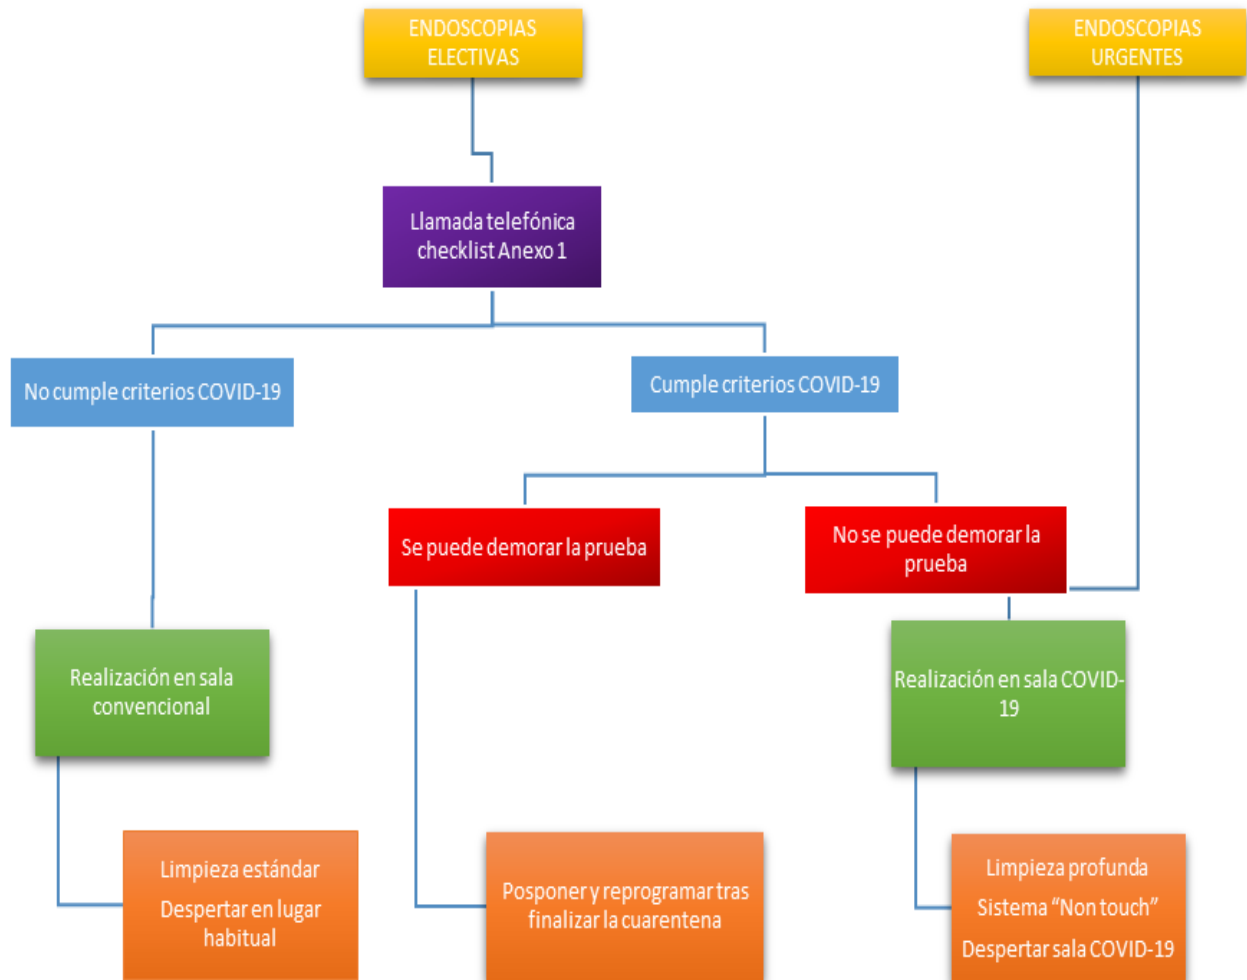 ENDOSCOPIAS
ELECTIVAS
ENDOSCOPIAS
URGENTES
Llamada telefónica
checklist Anexo 1
No cumple criterios COVID-19
Cumple criterios COVID-19
Se puede demorar la prueba
No se puede demorar la
prueba
Realización en sala
convencional
Realización en sala COVID-
19
Limpieza estándar
Despertar en lugar
habitual
Posponer y reprogramar tras
finalizar la cuarentena
Limpieza profunda
Sistema “Non touch”
Despertar sala COVID-19